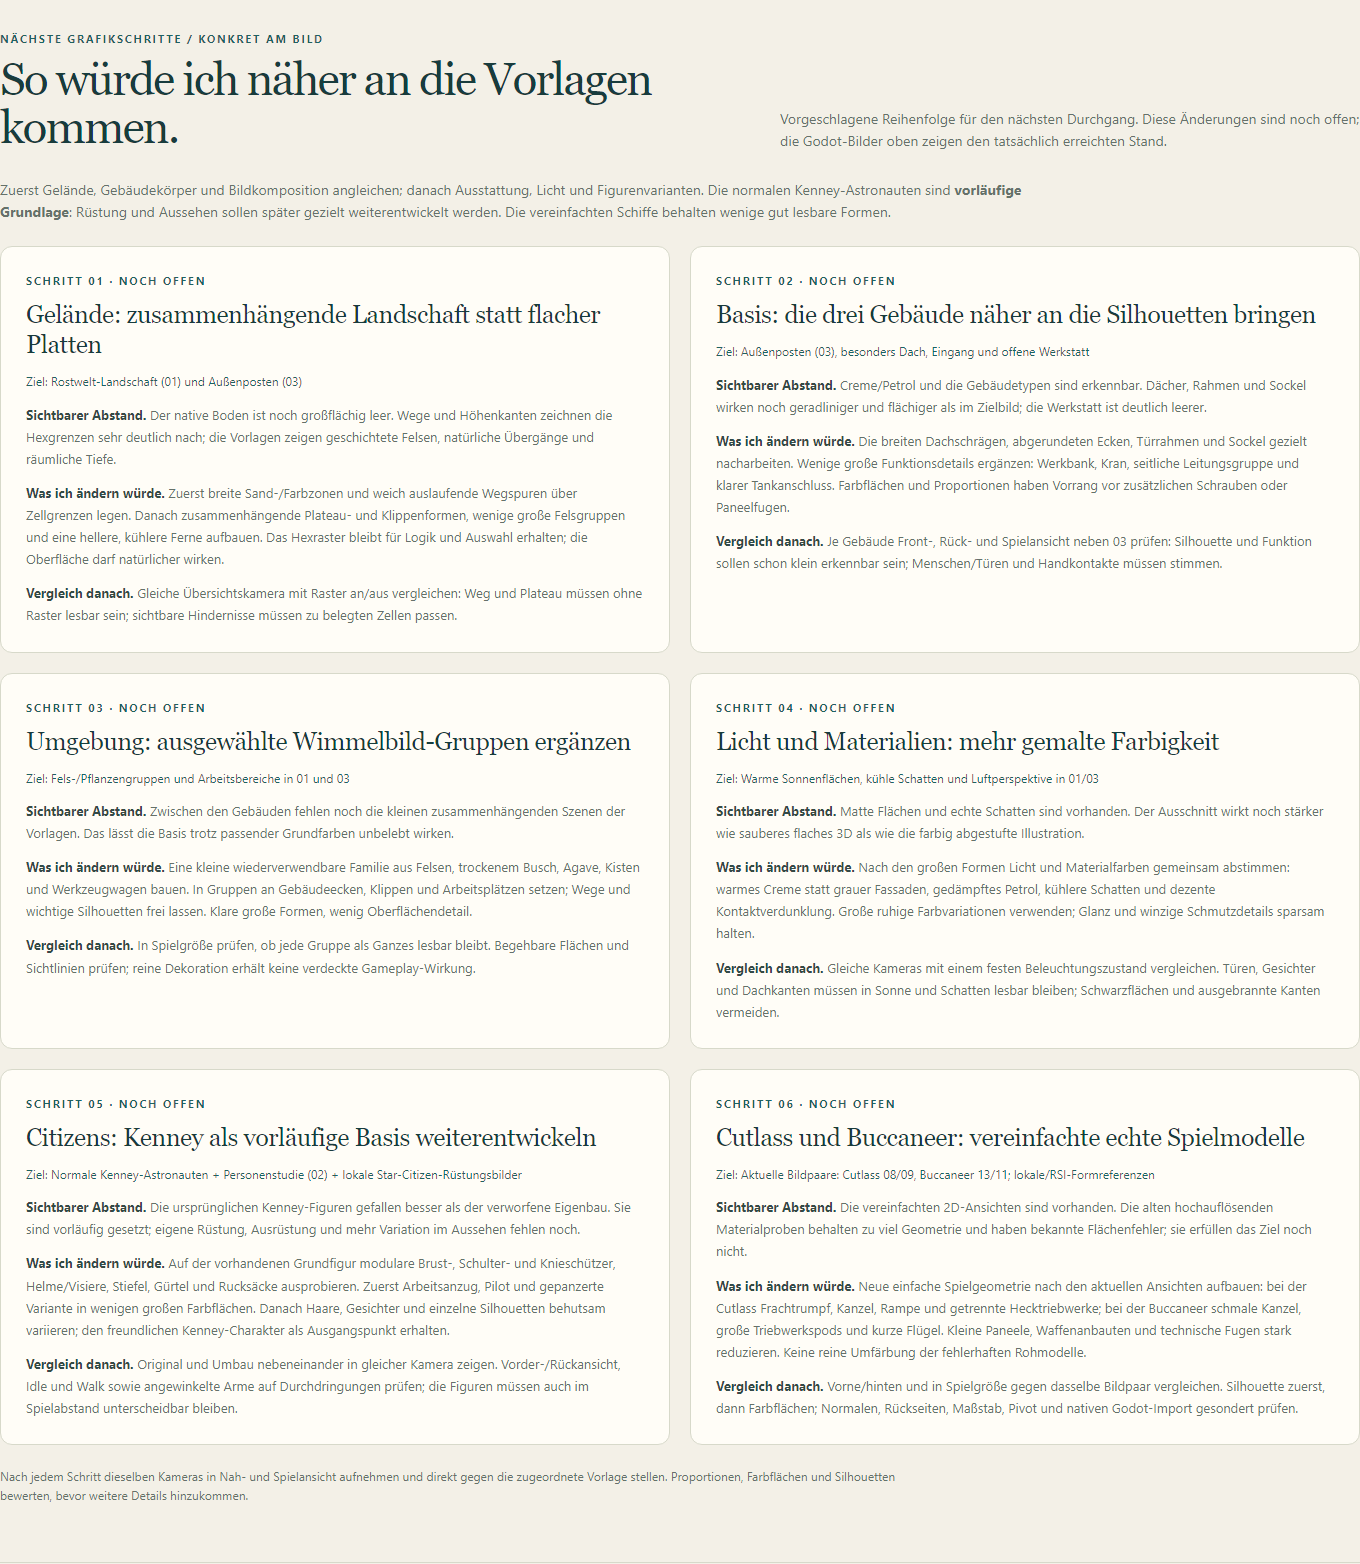 NÄCHSTE GRAFIKSCHRITTE / KONKRET AM BILD
So würde ich näher an die Vorlagen
kommen.
Vorgeschlagene Reihenfolge für den nächsten Durchgang. Diese Änderungen sind noch offen;
die Godot-Bilder oben zeigen den tatsächlich erreichten Stand.
Zuerst Gelände, Gebäudekörper und Bildkomposition angleichen; danach Ausstattung, Licht und Figurenvarianten. Die normalen Kenney-Astronauten sind vorläufige
Grundlage: Rüstung und Aussehen sollen später gezielt weiterentwickelt werden. Die vereinfachten Schiffe behalten wenige gut lesbare Formen.
SCHRITT 01 · NOCH OFFEN
Gelände: zusammenhängende Landschaft statt flacher
Platten
Ziel: Rostwelt-Landschaft (01) und Außenposten (03)
Sichtbarer Abstand. Der native Boden ist noch großflächig leer. Wege und Höhenkanten zeichnen die
Hexgrenzen sehr deutlich nach; die Vorlagen zeigen geschichtete Felsen, natürliche Übergänge und
räumliche Tiefe.
Was ich ändern würde. Zuerst breite Sand-/Farbzonen und weich auslaufende Wegspuren über
Zellgrenzen legen. Danach zusammenhängende Plateau- und Klippenformen, wenige große Felsgruppen
und eine hellere, kühlere Ferne aufbauen. Das Hexraster bleibt für Logik und Auswahl erhalten; die
Oberfläche darf natürlicher wirken.
Vergleich danach. Gleiche Übersichtskamera mit Raster an/aus vergleichen: Weg und Plateau müssen ohne
Raster lesbar sein; sichtbare Hindernisse müssen zu belegten Zellen passen.
SCHRITT 02 · NOCH OFFEN
Basis: die drei Gebäude näher an die Silhouetten bringen
Ziel: Außenposten (03), besonders Dach, Eingang und offene Werkstatt
Sichtbarer Abstand. Creme/Petrol und die Gebäudetypen sind erkennbar. Dächer, Rahmen und Sockel
wirken noch geradliniger und flächiger als im Zielbild; die Werkstatt ist deutlich leerer.
Was ich ändern würde. Die breiten Dachschrägen, abgerundeten Ecken, Türrahmen und Sockel gezielt
nacharbeiten. Wenige große Funktionsdetails ergänzen: Werkbank, Kran, seitliche Leitungsgruppe und
klarer Tankanschluss. Farbflächen und Proportionen haben Vorrang vor zusätzlichen Schrauben oder
Paneelfugen.
Vergleich danach. Je Gebäude Front-, Rück- und Spielansicht neben 03 prüfen: Silhouette und Funktion
sollen schon klein erkennbar sein; Menschen/Türen und Handkontakte müssen stimmen.
SCHRITT 03 · NOCH OFFEN
Umgebung: ausgewählte Wimmelbild-Gruppen ergänzen
Ziel: Fels-/Pflanzengruppen und Arbeitsbereiche in 01 und 03
Sichtbarer Abstand. Zwischen den Gebäuden fehlen noch die kleinen zusammenhängenden Szenen der
Vorlagen. Das lässt die Basis trotz passender Grundfarben unbelebt wirken.
Was ich ändern würde. Eine kleine wiederverwendbare Familie aus Felsen, trockenem Busch, Agave, Kisten
und Werkzeugwagen bauen. In Gruppen an Gebäudeecken, Klippen und Arbeitsplätzen setzen; Wege und
wichtige Silhouetten frei lassen. Klare große Formen, wenig Oberflächendetail.
Vergleich danach. In Spielgröße prüfen, ob jede Gruppe als Ganzes lesbar bleibt. Begehbare Flächen und
Sichtlinien prüfen; reine Dekoration erhält keine verdeckte Gameplay-Wirkung.
SCHRITT 04 · NOCH OFFEN
Licht und Materialien: mehr gemalte Farbigkeit
Ziel: Warme Sonnenflächen, kühle Schatten und Luftperspektive in 01/03
Sichtbarer Abstand. Matte Flächen und echte Schatten sind vorhanden. Der Ausschnitt wirkt noch stärker
wie sauberes flaches 3D als wie die farbig abgestufte Illustration.
Was ich ändern würde. Nach den großen Formen Licht und Materialfarben gemeinsam abstimmen:
warmes Creme statt grauer Fassaden, gedämpftes Petrol, kühlere Schatten und dezente
Kontaktverdunklung. Große ruhige Farbvariationen verwenden; Glanz und winzige Schmutzdetails sparsam
halten.
Vergleich danach. Gleiche Kameras mit einem festen Beleuchtungszustand vergleichen. Türen, Gesichter
und Dachkanten müssen in Sonne und Schatten lesbar bleiben; Schwarzflächen und ausgebrannte Kanten
vermeiden.
SCHRITT 05 · NOCH OFFEN
Citizens: Kenney als vorläufige Basis weiterentwickeln
Ziel: Normale Kenney-Astronauten + Personenstudie (02) + lokale Star-Citizen-Rüstungsbilder
Sichtbarer Abstand. Die ursprünglichen Kenney-Figuren gefallen besser als der verworfene Eigenbau. Sie
sind vorläufig gesetzt; eigene Rüstung, Ausrüstung und mehr Variation im Aussehen fehlen noch.
Was ich ändern würde. Auf der vorhandenen Grundfigur modulare Brust-, Schulter- und Knieschützer,
Helme/Visiere, Stiefel, Gürtel und Rucksäcke ausprobieren. Zuerst Arbeitsanzug, Pilot und gepanzerte
Variante in wenigen großen Farbflächen. Danach Haare, Gesichter und einzelne Silhouetten behutsam
variieren; den freundlichen Kenney-Charakter als Ausgangspunkt erhalten.
Vergleich danach. Original und Umbau nebeneinander in gleicher Kamera zeigen. Vorder-/Rückansicht,
Idle und Walk sowie angewinkelte Arme auf Durchdringungen prüfen; die Figuren müssen auch im
Spielabstand unterscheidbar bleiben.
SCHRITT 06 · NOCH OFFEN
Cutlass und Buccaneer: vereinfachte echte Spielmodelle
Ziel: Aktuelle Bildpaare: Cutlass 08/09, Buccaneer 13/11; lokale/RSI-Formreferenzen
Sichtbarer Abstand. Die vereinfachten 2D-Ansichten sind vorhanden. Die alten hochauflösenden
Materialproben behalten zu viel Geometrie und haben bekannte Flächenfehler; sie erfüllen das Ziel noch
nicht.
Was ich ändern würde. Neue einfache Spielgeometrie nach den aktuellen Ansichten aufbauen: bei der
Cutlass Frachtrumpf, Kanzel, Rampe und getrennte Hecktriebwerke; bei der Buccaneer schmale Kanzel,
große Triebwerkspods und kurze Flügel. Kleine Paneele, Waffenanbauten und technische Fugen stark
reduzieren. Keine reine Umfärbung der fehlerhaften Rohmodelle.
Vergleich danach. Vorne/hinten und in Spielgröße gegen dasselbe Bildpaar vergleichen. Silhouette zuerst,
dann Farbflächen; Normalen, Rückseiten, Maßstab, Pivot und nativen Godot-Import gesondert prüfen.
Nach jedem Schritt dieselben Kameras in Nah- und Spielansicht aufnehmen und direkt gegen die zugeordnete Vorlage stellen. Proportionen, Farbflächen und Silhouetten
bewerten, bevor weitere Details hinzukommen.